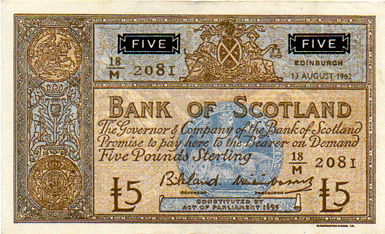 FIVE FIVE
18/M 2081 EDINBURGH
13 AUGUST 1962
BANK OF SCOTLAND
The Governor & Company of the Bank of Scotland
Promise to pay here to the Bearer on Demand
Five Pounds Sterling 18/M 2081
£5 £5
CONSTITUTED BY
ACT OF PARLIAMENT 1695